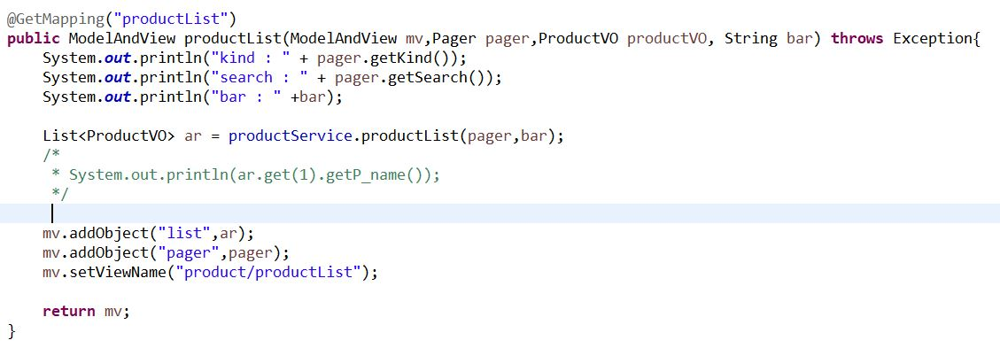 @GetMapping("productList")
public ModelAndView productList(ModelAndView mv,Pager pager,ProductVO productVO, String bar) throws Exception{
System.out.println("kind : " + pager.getKind());
System.out.println("search : " + pager.getSearch());
System.out.println("bar : " +bar);
List<ProductVO> ar = productService.productList(pager,bar);
/*
* System.out.println(ar.get(1).getP_name());
*/
mv.addObject("list",ar);
mv.addObject("pager",pager);
mv.setViewName("product/productList");
return mv;
}